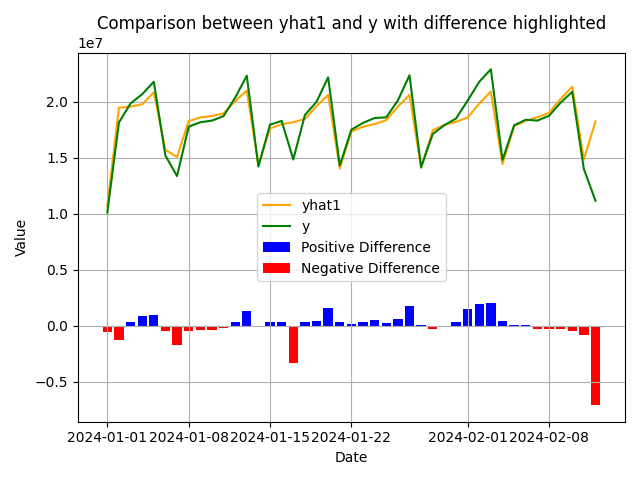 Comparison between yhat1 and y with difference highlighted
1e7
2.0
1.5
1.0
0.5
0.0
−0.5
Value
yhat1
y
Positive Difference
Negative Difference
2024-01-01 2024-01-08 2024-01-15 2024-01-22 2024-02-01 2024-02-08
Date